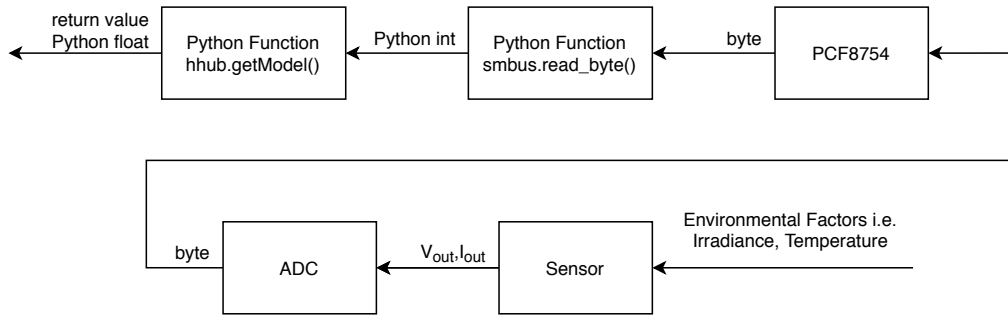 return value
Python float
Python Function
hhub.getModel()
Python int
Python Function
smbus.read_byte()
byte
PCF8754
byte
ADC
Vout,Iout
Sensor
Environmental Factors i.e.
Irradiance, Temperature